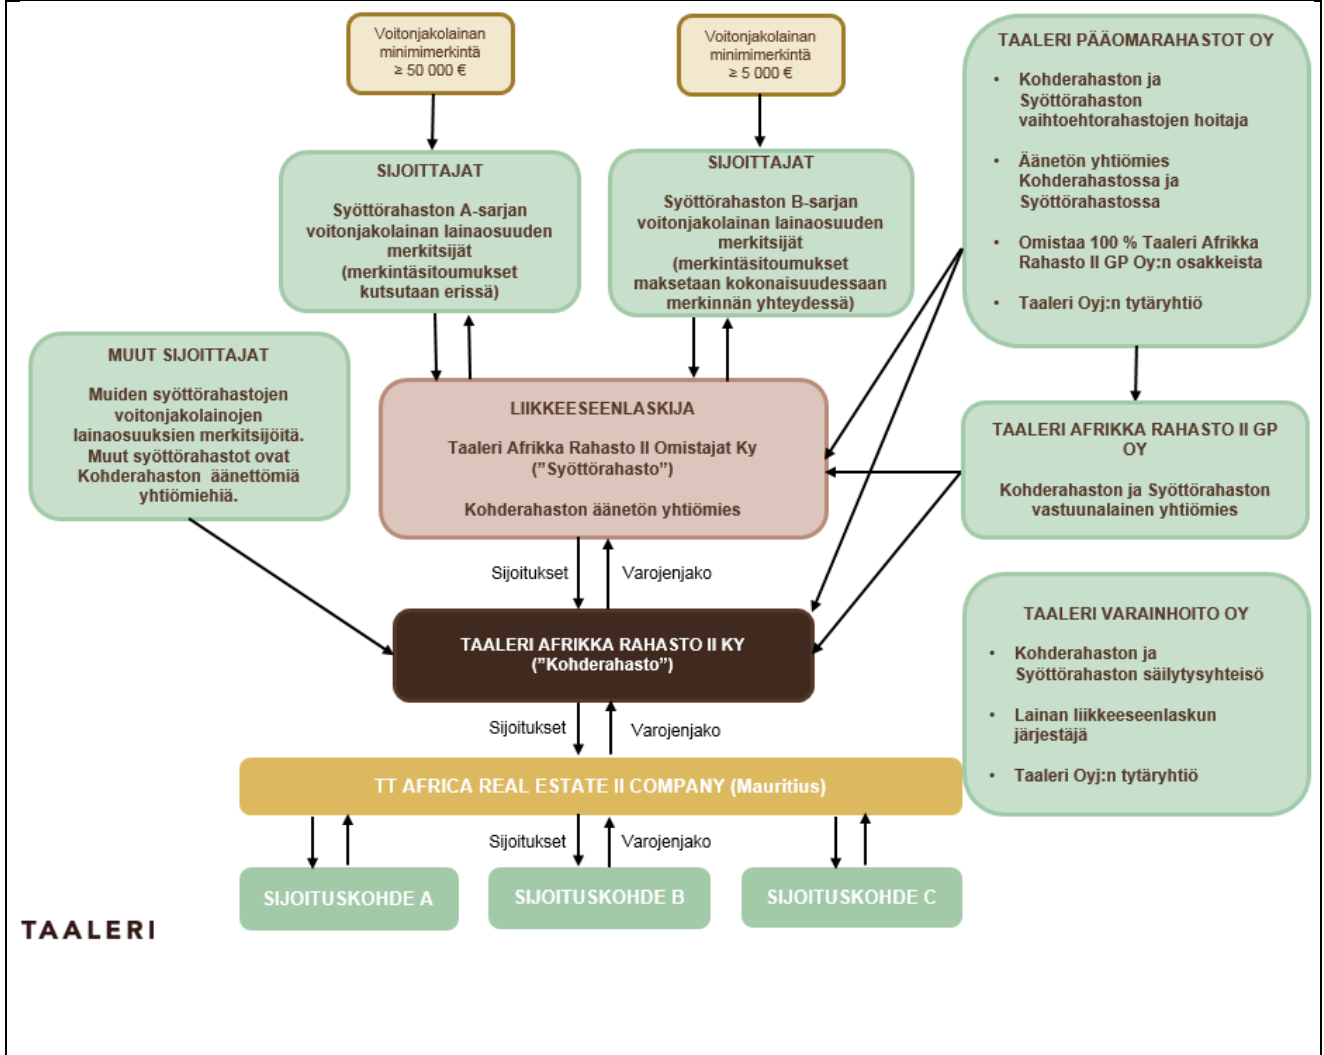 Voitonjakolainan
minimimerkintä
≥ 50 000 €
Voitonjakolainan
minimimerkintä
≥ 5 000 €
TAALERI PÄÄOMARAHASTOT OY
• Kohderahaston ja
Syöttörahaston
vaihtoehtorahastojen hoitaja
• Äänetön yhtiömies
Kohderahastossa ja
Syöttörahastossa
• Omistaa 100 % Taaleri Afrikka
Rahasto II GP Oy:n osakkeista
• Taaleri Oyj:n tytäryhtiö
SIJOITTAJAT
Syöttörahaston A-sarjan
voitonjakolainan lainaosuuden
merkitsijät
(merkintäsitoumukset
kutsutaan erissä)
SIJOITTAJAT
Syöttörahaston B-sarjan
voitonjakolainan lainaosuuden
merkitsijät
(merkintäsitoumukset
maksetaan kokonaisuudessaan
merkinnän yhteydessä)
MUUT SIJOITTAJAT
Muiden syöttörahastojen
voitonjakolainojen
lainaosuuksien merkitsijöitä.
Muut syöttörahastot ovat
Kohderahaston äänettömiä
yhtiömiehiä.
LIIKKEESEENLASKIJA
Taaleri Afrikka Rahasto II Omistajat Ky
(”Syöttörahasto”)
Kohderahaston äänetön yhtiömies
TAALERI AFRIKKA RAHASTO II GP
OY
Kohderahaston ja Syöttörahaston
vastuunalainen yhtiömies
Sijoitukset
Varojenjako
TAALERI AFRIKKA RAHASTO II KY
(”Kohderahasto”)
TAALERI VARAINHOITO OY
• Kohderahaston ja
Syöttörahaston säilytysyhteisö
• Lainan liikkeeseenlaskun
järjestäjä
• Taaleri Oyj:n tytäryhtiö
Sijoitukset
Varojenjako
TT AFRICA REAL ESTATE II COMPANY (Mauritius)
Sijoitukset
Varojenjako
SIJOITUSKOHDE A
SIJOITUSKOHDE B
SIJOITUSKOHDE C
TAALERI